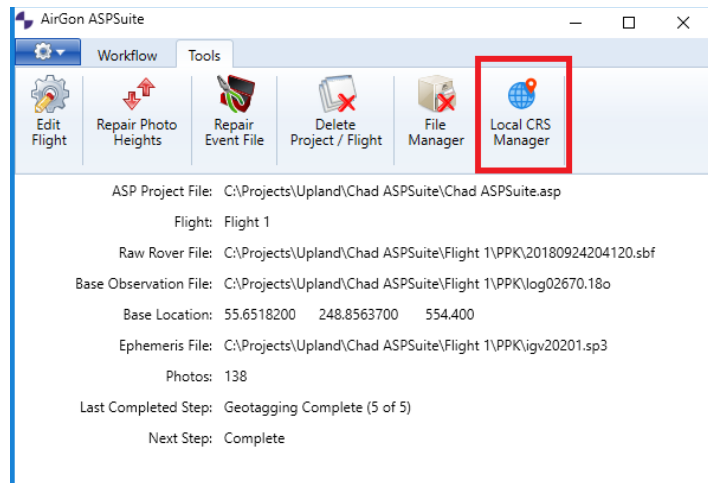 AirGon ASPSuite
Workflow Tools
Edit Flight
Repair Photo Heights
Repair Event File
Delete Project / Flight
File Manager
Local CRS Manager
ASP Project File: C:\Projects\Upland\Chad ASPSuite\Chad ASPSuite.asp
Flight: Flight 1
Raw Rover File: C:\Projects\Upland\Chad ASPSuite\Flight 1\PPK\20180924204120.sbf
Base Observation File: C:\Projects\Upland\Chad ASPSuite\Flight 1\PPK\log02670.18o
Base Location: 55.6518200 248.8563700 554.400
Ephemeris File: C:\Projects\Upland\Chad ASPSuite\Flight 1\PPK\igv20201.sp3
Photos: 138
Last Completed Step: Geotagging Complete (5 of 5)
Next Step: Complete